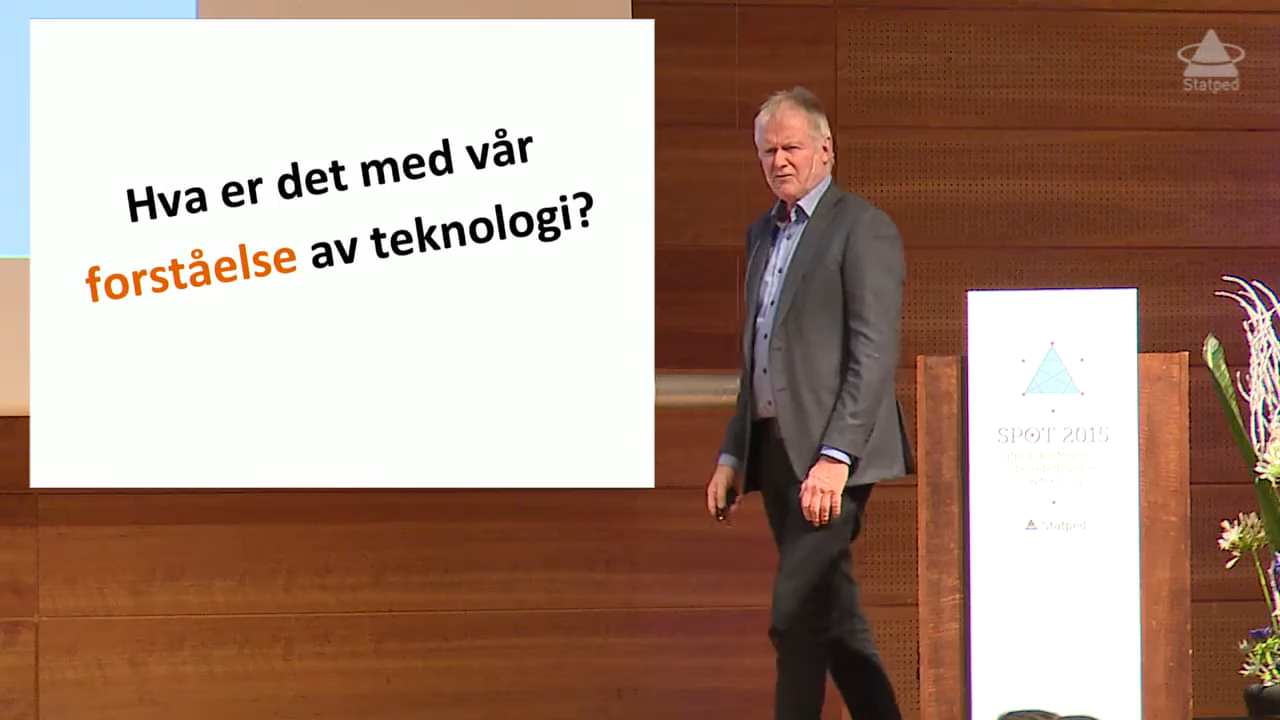 Hva er det med vår
forståelse av teknologi?
Statped
SPOT 2015
Statped